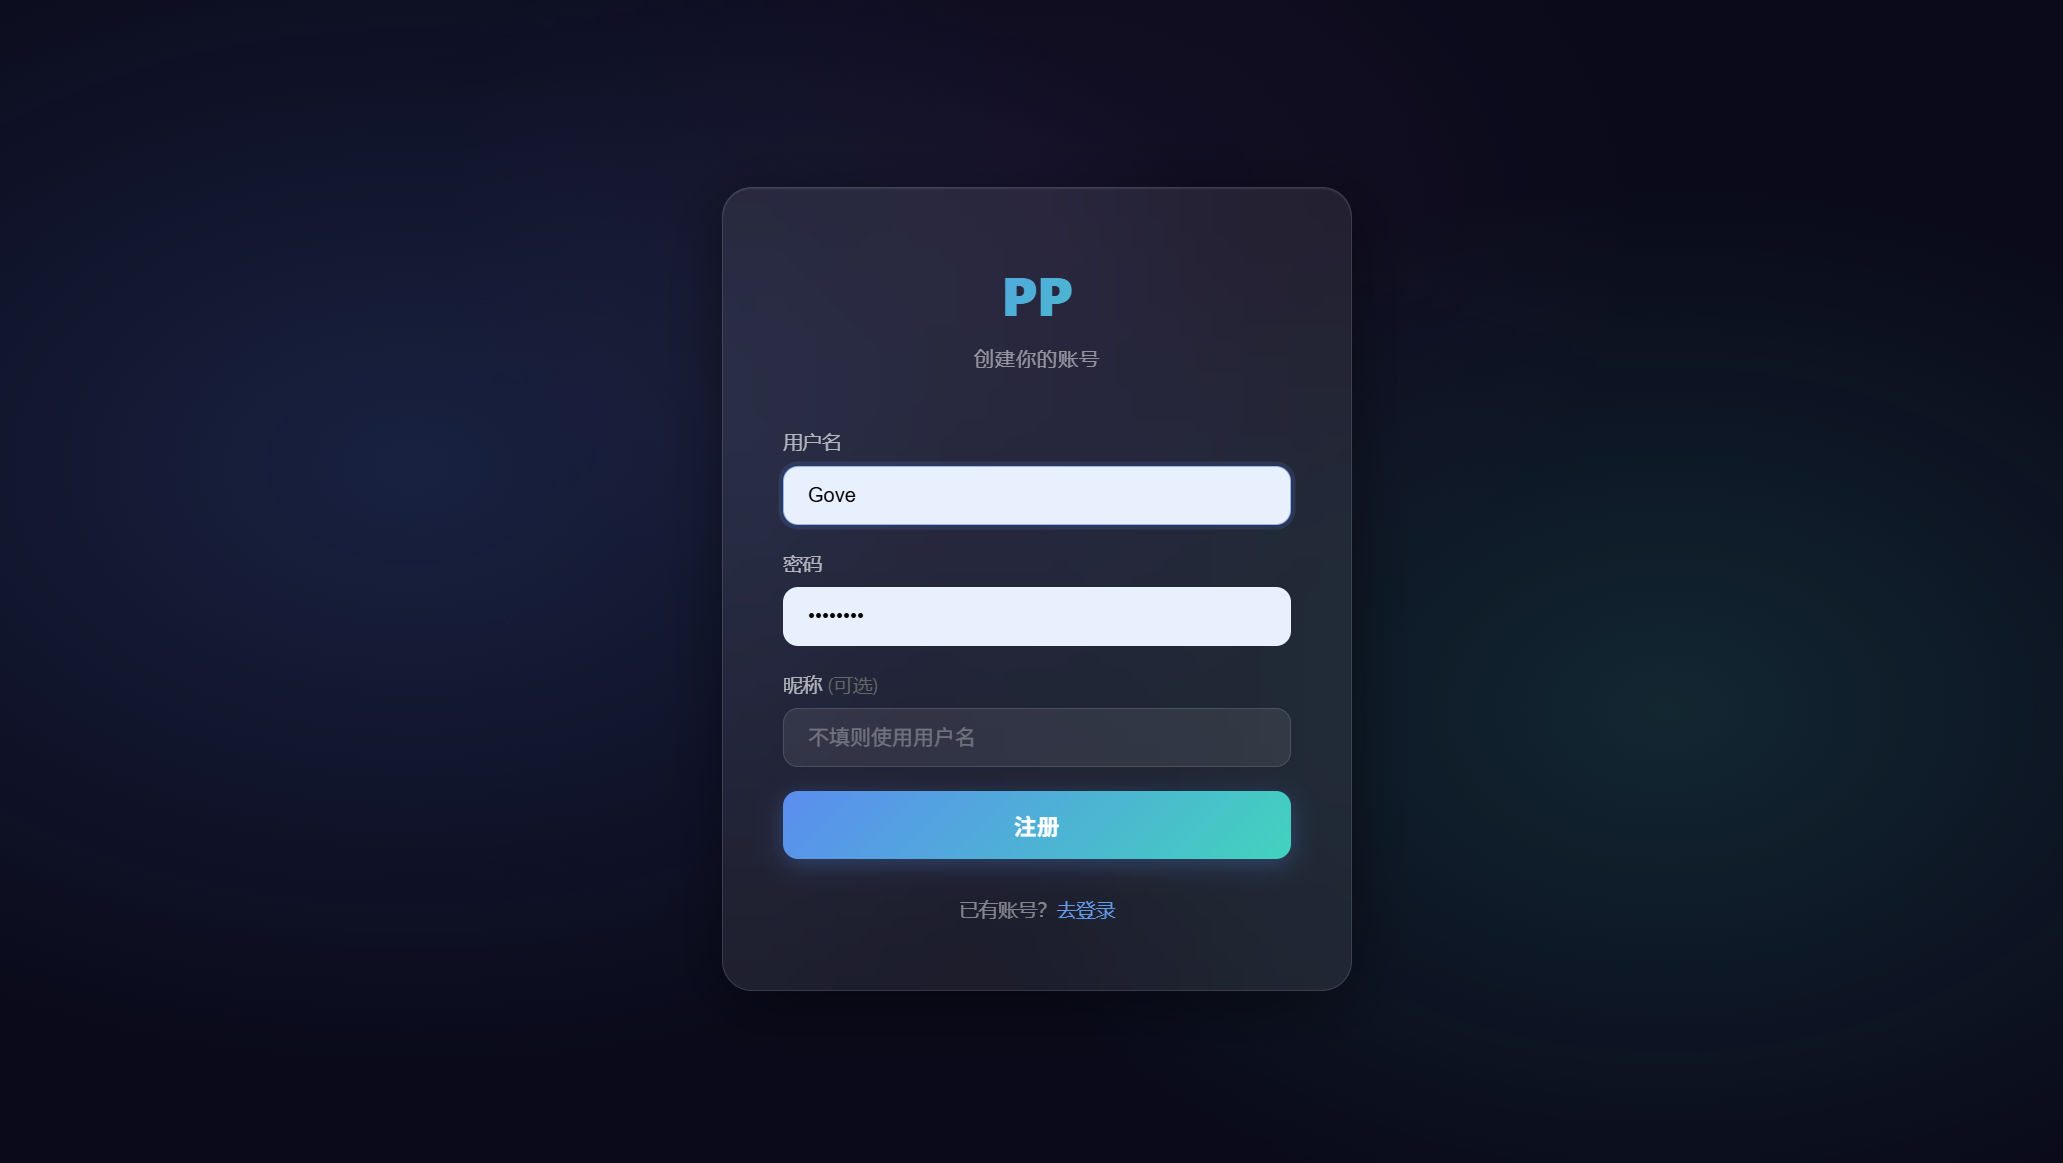 PP
创建你的账号
用户名
Gove
密码
••••••••
昵称 (可选)
不填则使用用户名
注册
已有账号？去登录